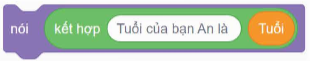 nói kết hợp Tuổi của bạn An là Tuổi